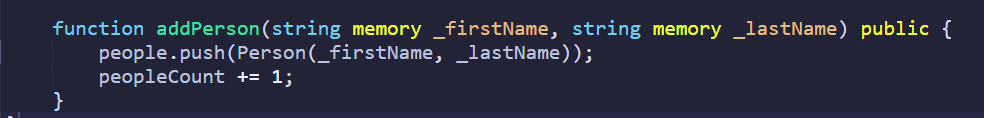 function addPerson(string memory _firstName, string memory _lastName) public {
people.push(Person(_firstName, _lastName));
peopleCount += 1;
}